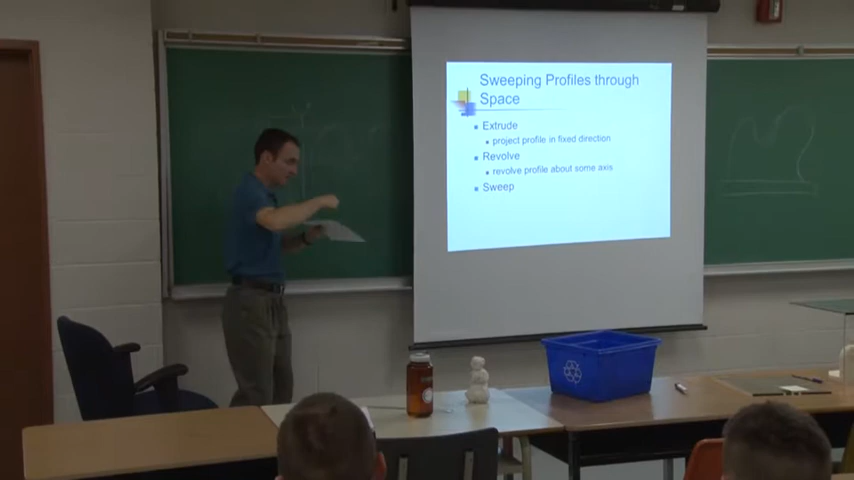 Sweeping Profiles through
Space
Extrude
project profile in fixed direction
Revolve
revolve profile about some axis
Sweep